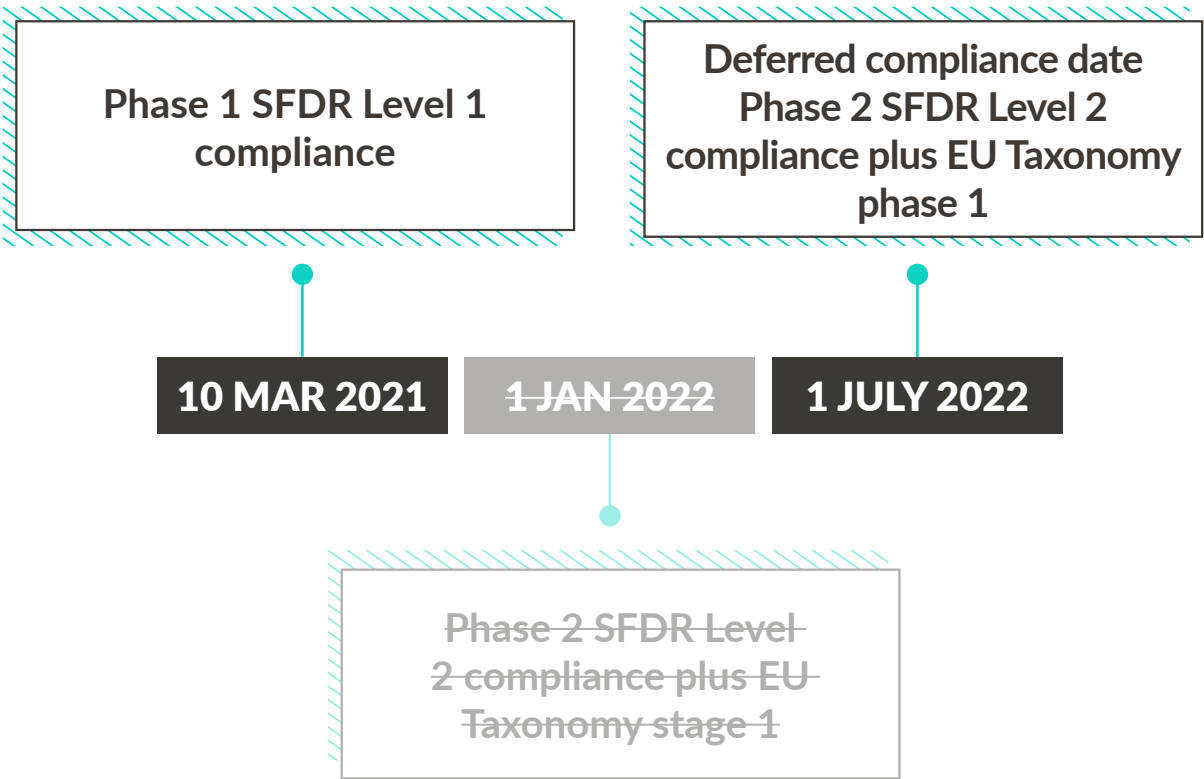 Phase 1 SFDR Level 1
compliance
Deferred compliance date
Phase 2 SFDR Level 2
compliance plus EU Taxonomy
phase 1
10 MAR 2021
1 JAN 2022
1 JULY 2022
Phase 2 SFDR Level
2 compliance plus EU
Taxonomy stage 1